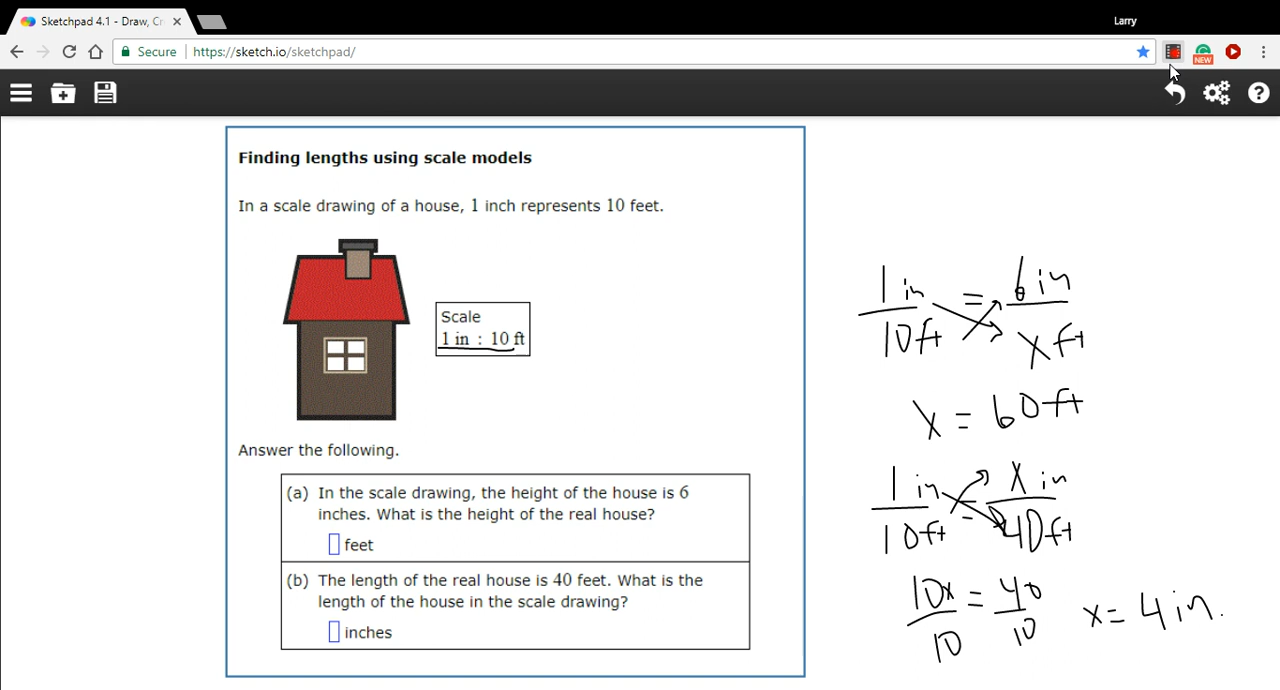 Larry
Sketchpad 4.1 - Draw, Cr
Secure https://sketch.io/sketchpad/
NEW
Finding lengths using scale models
In a scale drawing of a house, 1 inch represents 10 feet.
Scale
1 in : 10 ft
Answer the following.
(a) In the scale drawing, the height of the house is 6
inches. What is the height of the real house?
feet
(b) The length of the real house is 40 feet. What is the
length of the house in the scale drawing?
inches
1 in = 6 in
10 ft x ft
x = 60 ft
1 in = x in
10 ft 40 ft
10x = 40
10 10
x = 4 in.